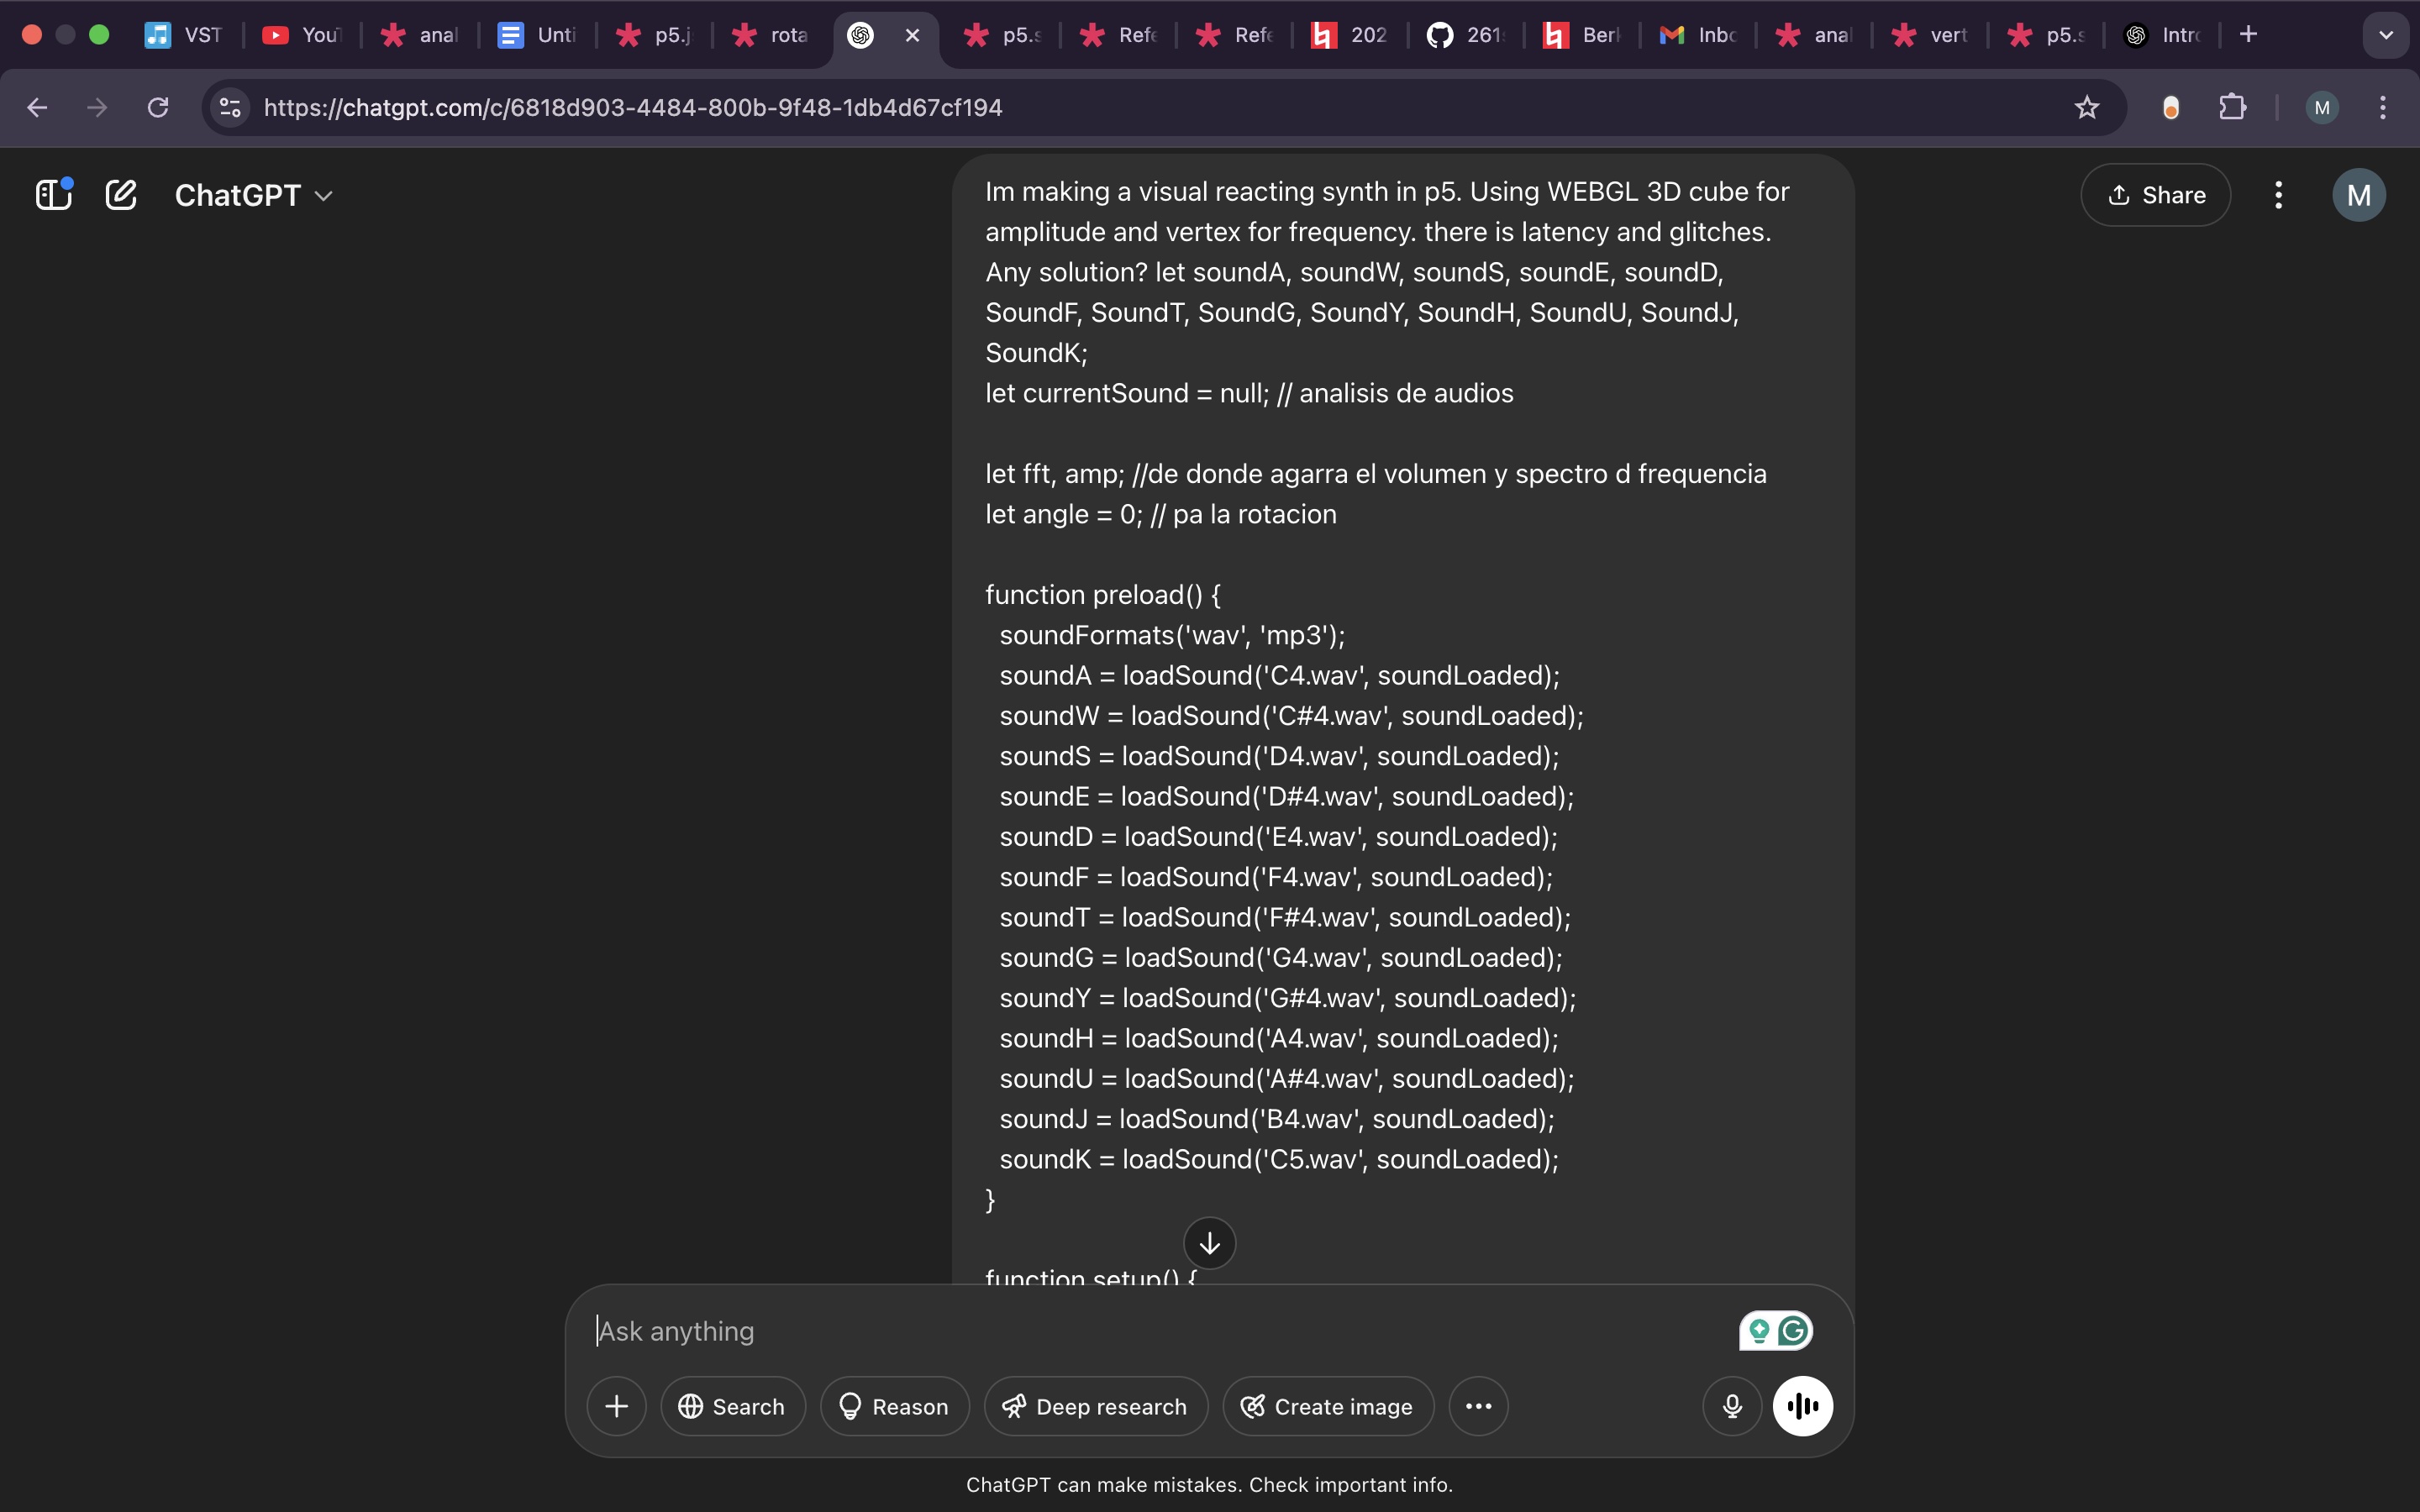 VST
YouT
anal
Unti
p5.j
rota
p5.s
Refe
Refe
202
261
Berk
Inbo
anal
vert
p5.s
Intro
https://chatgpt.com/c/6818d903-4484-800b-9f48-1db4d67cf194
M
ChatGPT
Share
M
Im making a visual reacting synth in p5. Using WEBGL 3D cube for
amplitude and vertex for frequency. there is latency and glitches.
Any solution? let soundA, soundW, soundS, soundE, soundD,
SoundF, SoundT, SoundG, SoundY, SoundH, SoundU, SoundJ,
SoundK;
let currentSound = null; // analisis de audios
let fft, amp; //de donde agarra el volumen y spectro d frequencia
let angle = 0; // pa la rotacion
function preload() {
soundFormats('wav', 'mp3');
soundA = loadSound('C4.wav', soundLoaded);
soundW = loadSound('C#4.wav', soundLoaded);
soundS = loadSound('D4.wav', soundLoaded);
soundE = loadSound('D#4.wav', soundLoaded);
soundD = loadSound('E4.wav', soundLoaded);
soundF = loadSound('F4.wav', soundLoaded);
soundT = loadSound('F#4.wav', soundLoaded);
soundG = loadSound('G4.wav', soundLoaded);
soundY = loadSound('G#4.wav', soundLoaded);
soundH = loadSound('A4.wav', soundLoaded);
soundU = loadSound('A#4.wav', soundLoaded);
soundJ = loadSound('B4.wav', soundLoaded);
soundK = loadSound('C5.wav', soundLoaded);
}
function setup() {
Ask anything
Search
Reason
Deep research
Create image
ChatGPT can make mistakes. Check important info.